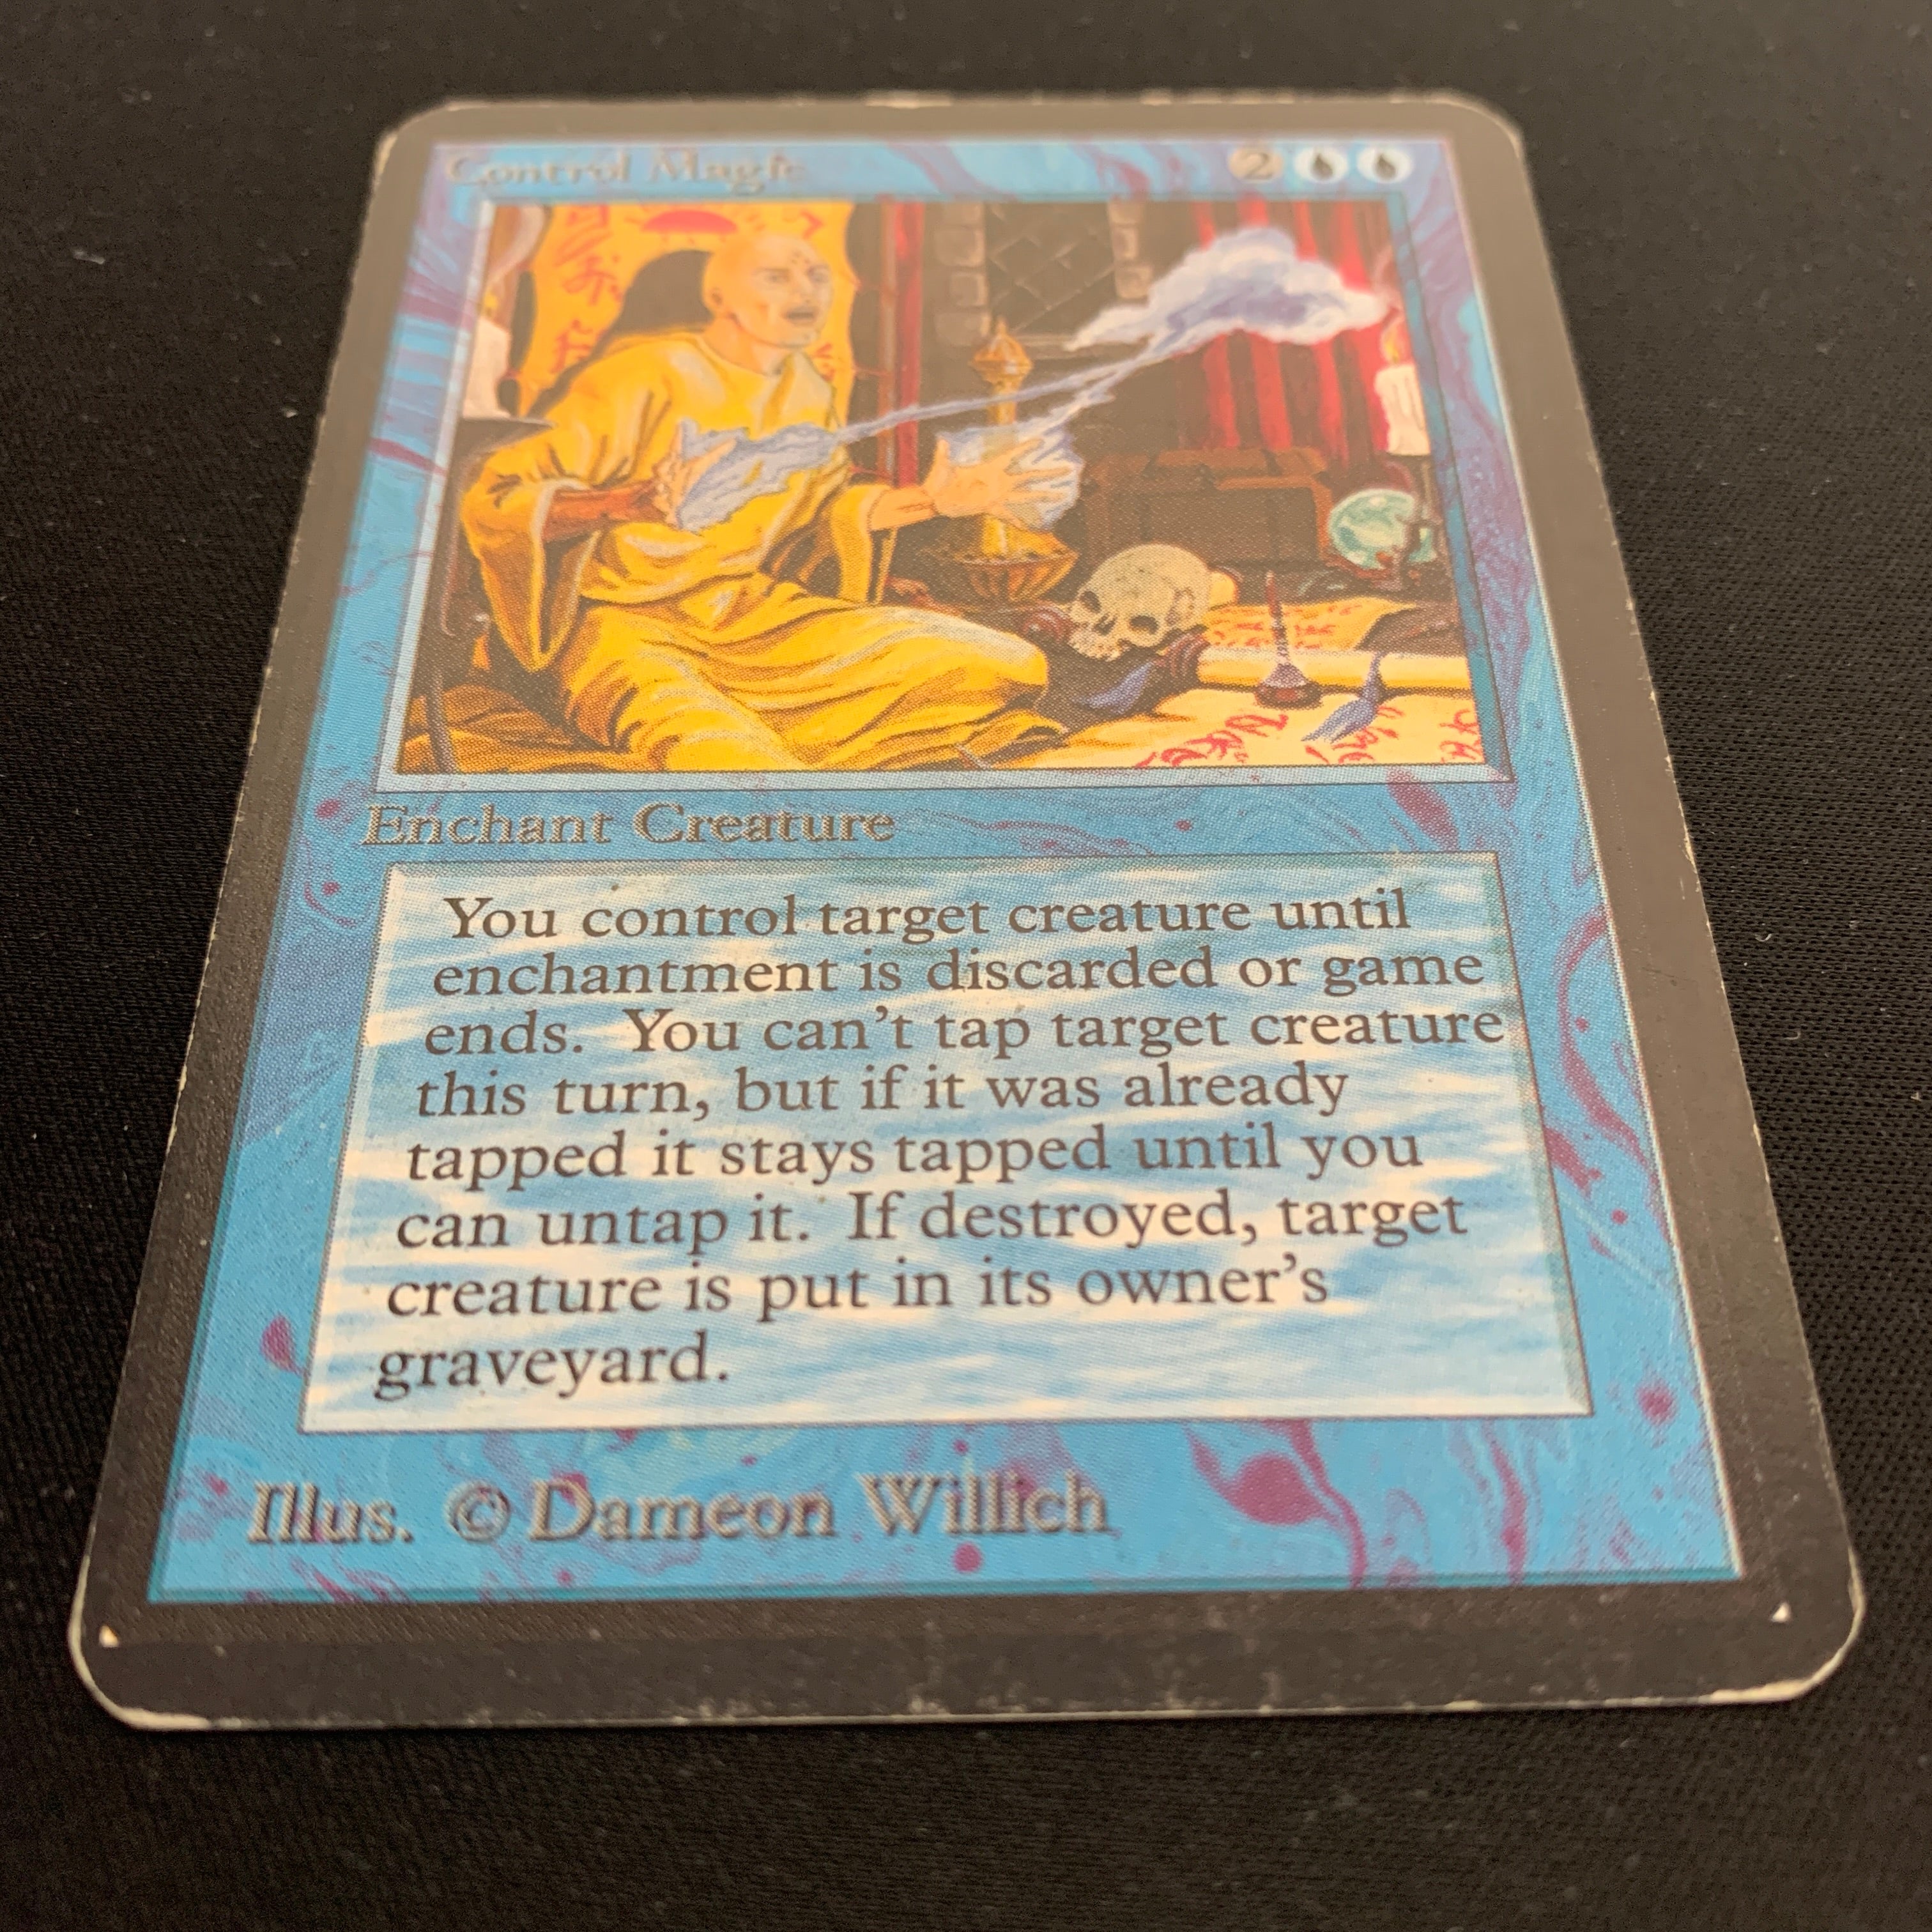 Control Magic 2
Enchant Creature
You control target creature until
enchantment is discarded or game
ends. You can't tap target creature
this turn, but if it was already
tapped it stays tapped until you
can untap it. If destroyed, target
creature is put in its owner's
graveyard.
Illus. © Dameon Willich